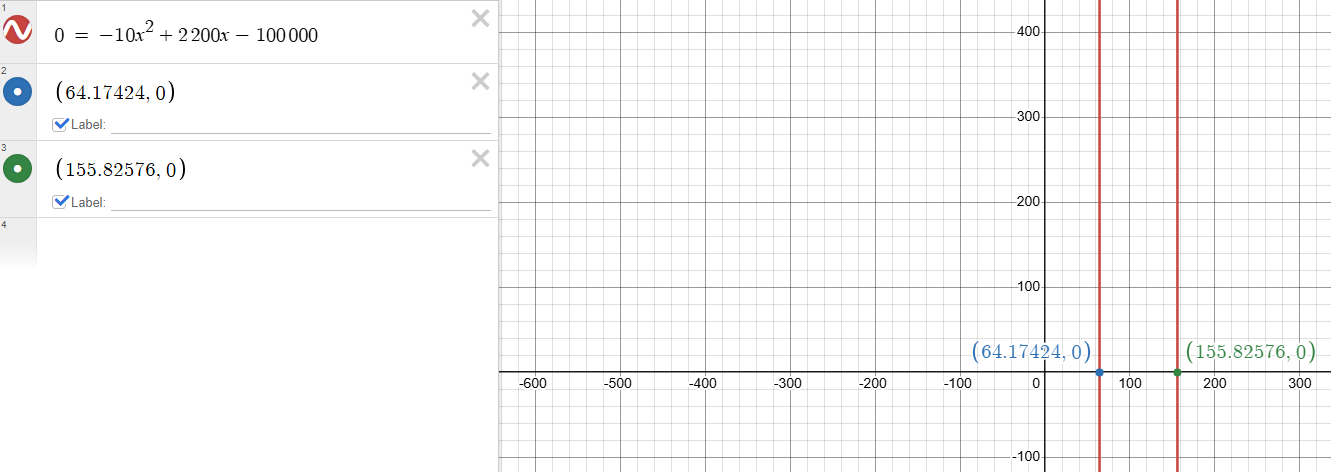 1
0 = −10x² + 2200x − 100000
2
(64.17424, 0)
Label:
3
(155.82576, 0)
Label:
4
400
300
200
100
(64.17424, 0) (155.82576, 0)
-600 -500 -400 -300 -200 -100 0 100 200 300
-100